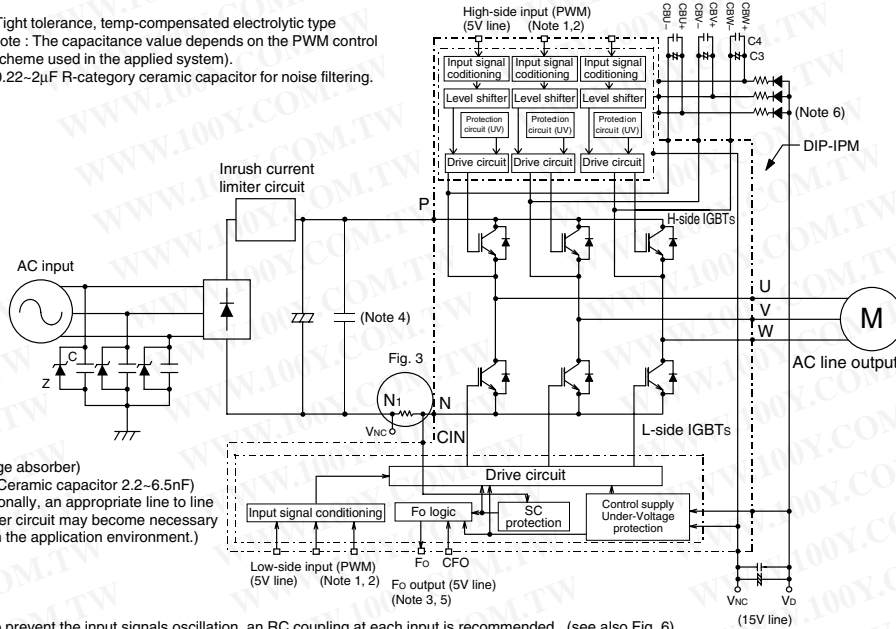 Tight tolerance, temp-compensated electrolytic type
ote : The capacitance value depends on the PWM control
cheme used in the applied system).
0.22~2μF R-category ceramic capacitor for noise filtering.
High-side input (PWM)
(5V line) (Note 1,2)
CBU–
CBU+
CBV–
CBV+
CBW–
CBW+
C4
C3
Input signal coditioning
Input signal coditioning
Input signal coditioning
Level shifter
Level shifter
Level shifter
Protection circuit (UV)
Protection circuit (UV)
Protection circuit (UV)
Drive circuit
Drive circuit
Drive circuit
(Note 6)
DIP-IPM
Inrush current
limiter circuit
P
H-side IGBTs
AC input
U
V
W
M
AC line output
(Note 4)
C
Z
Fig. 3
N1
N
VNC
CIN
L-side IGBTs
ge absorber)
Ceramic capacitor 2.2~6.5nF)
onally, an appropriate line to line
er circuit may become necessary
n the application environment.)
Drive circuit
Input signal conditioning
Fo logic
SC protection
Control supply Under-Voltage protection
Low-side input (PWM)
(5V line) (Note 1, 2)
FO
CFO
FO output (5V line)
(Note 3, 5)
VNC
VD
(15V line)
o prevent the input signals oscillation, an RC coupling at each input is recommended. (see also Fig. 6)
WWW.100Y.COM.TW